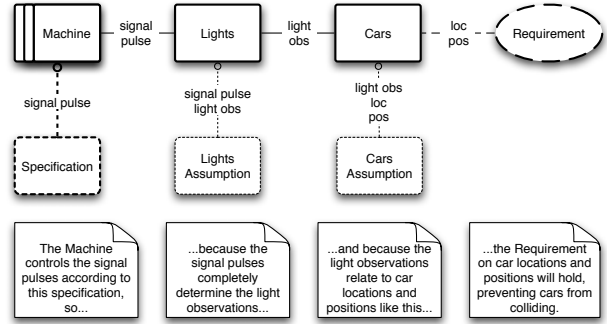 Machine
signal
pulse
Lights
light
obs
Cars
loc
pos
Requirement
signal pulse
signal pulse
light obs
light obs
loc
pos
Specification
Lights
Assumption
Cars
Assumption
The Machine
controls the signal
pulses according to
this specification,
so...
...because the
signal pulses
completely
determine the light
observations...
...and because the
light observations
relate to car
locations and
positions like this...
...the Requirement
on car locations and
positions will hold,
preventing cars from
colliding.